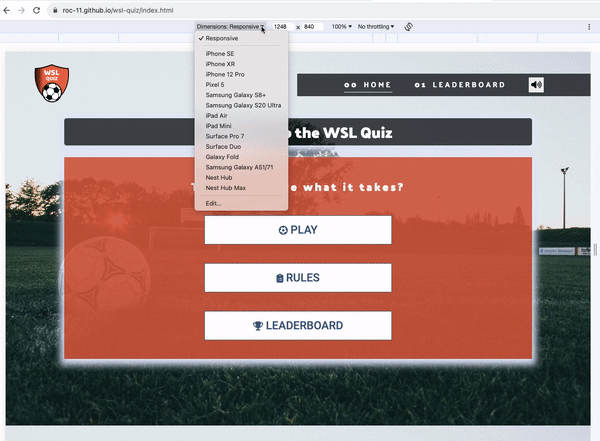 roc-11.github.io/wsl-quiz/index.html
Dimensions: Responsive 1248 × 840 100% No throttling
Responsive
iPhone SE
iPhone XR
iPhone 12 Pro
Pixel 5
Samsung Galaxy S8+
Samsung Galaxy S20 Ultra
iPad Air
iPad Mini
Surface Pro 7
Surface Duo
Galaxy Fold
Samsung Galaxy A51/71
Nest Hub
Nest Hub Max
Edit...
WSL
QUIZ
00 HOME 01 LEADERBOARD
the WSL Quiz
what it takes?
PLAY
RULES
LEADERBOARD